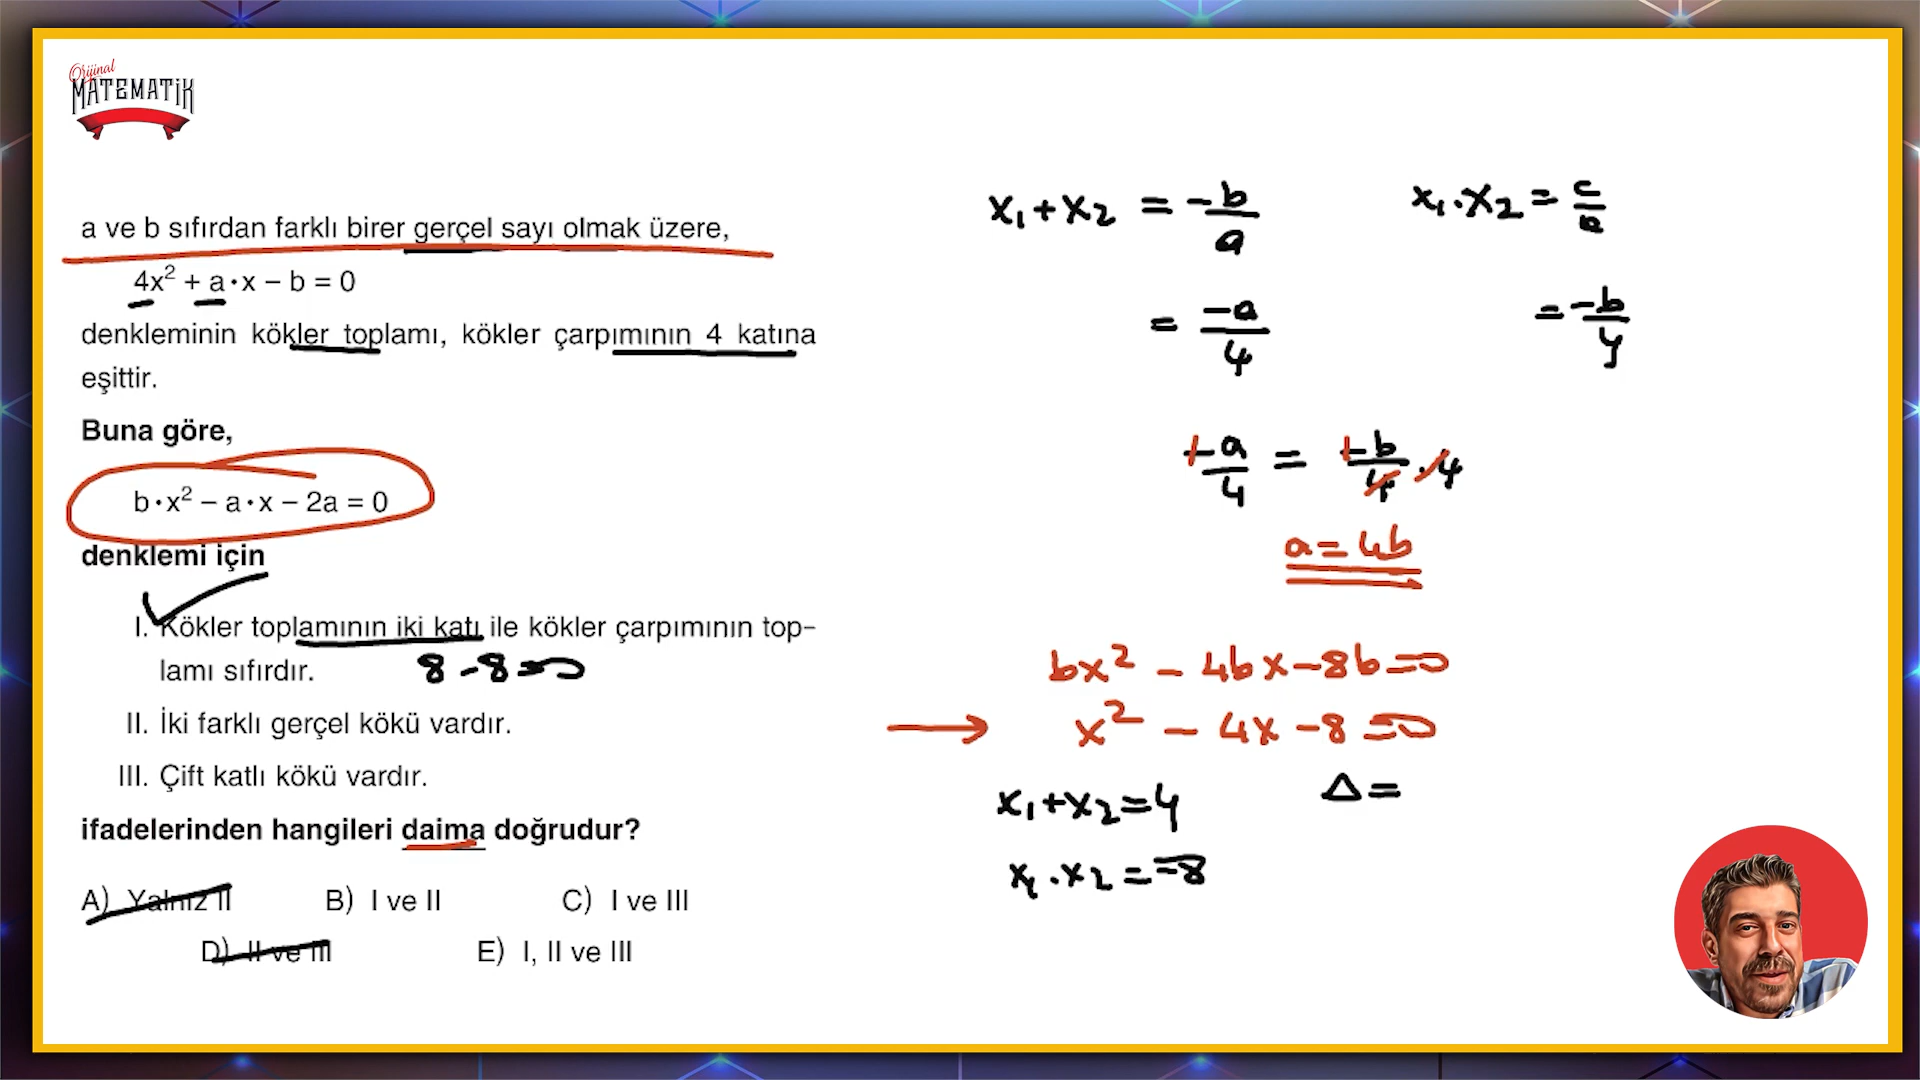 Orijinal
MATEMATİK
a ve b sıfırdan farklı birer gerçel sayı olmak üzere,
4x² + a·x – b = 0
denkleminin kökler toplamı, kökler çarpımının 4 katına
eşittir.
Buna göre,
b·x² – a·x – 2a = 0
denklemi için
I. Kökler toplamının iki katı ile kökler çarpımının top–
lamı sıfırdır.
8 - 8 = 0
II. İki farklı gerçel kökü vardır.
III. Çift katlı kökü vardır.
ifadelerinden hangileri daima doğrudur?
A) Yalnız II B) I ve II C) I ve III
D) II ve III E) I, II ve III
x₁ + x₂ = -b/a x₁ . x₂ = c/a
= -a/4 = -b/4
-a/4 = -b/4 . 4
a = 4b
bx² - 4bx - 8b = 0
→ x² - 4x - 8 = 0
x₁ + x₂ = 4 Δ =
x₁ . x₂ = -8